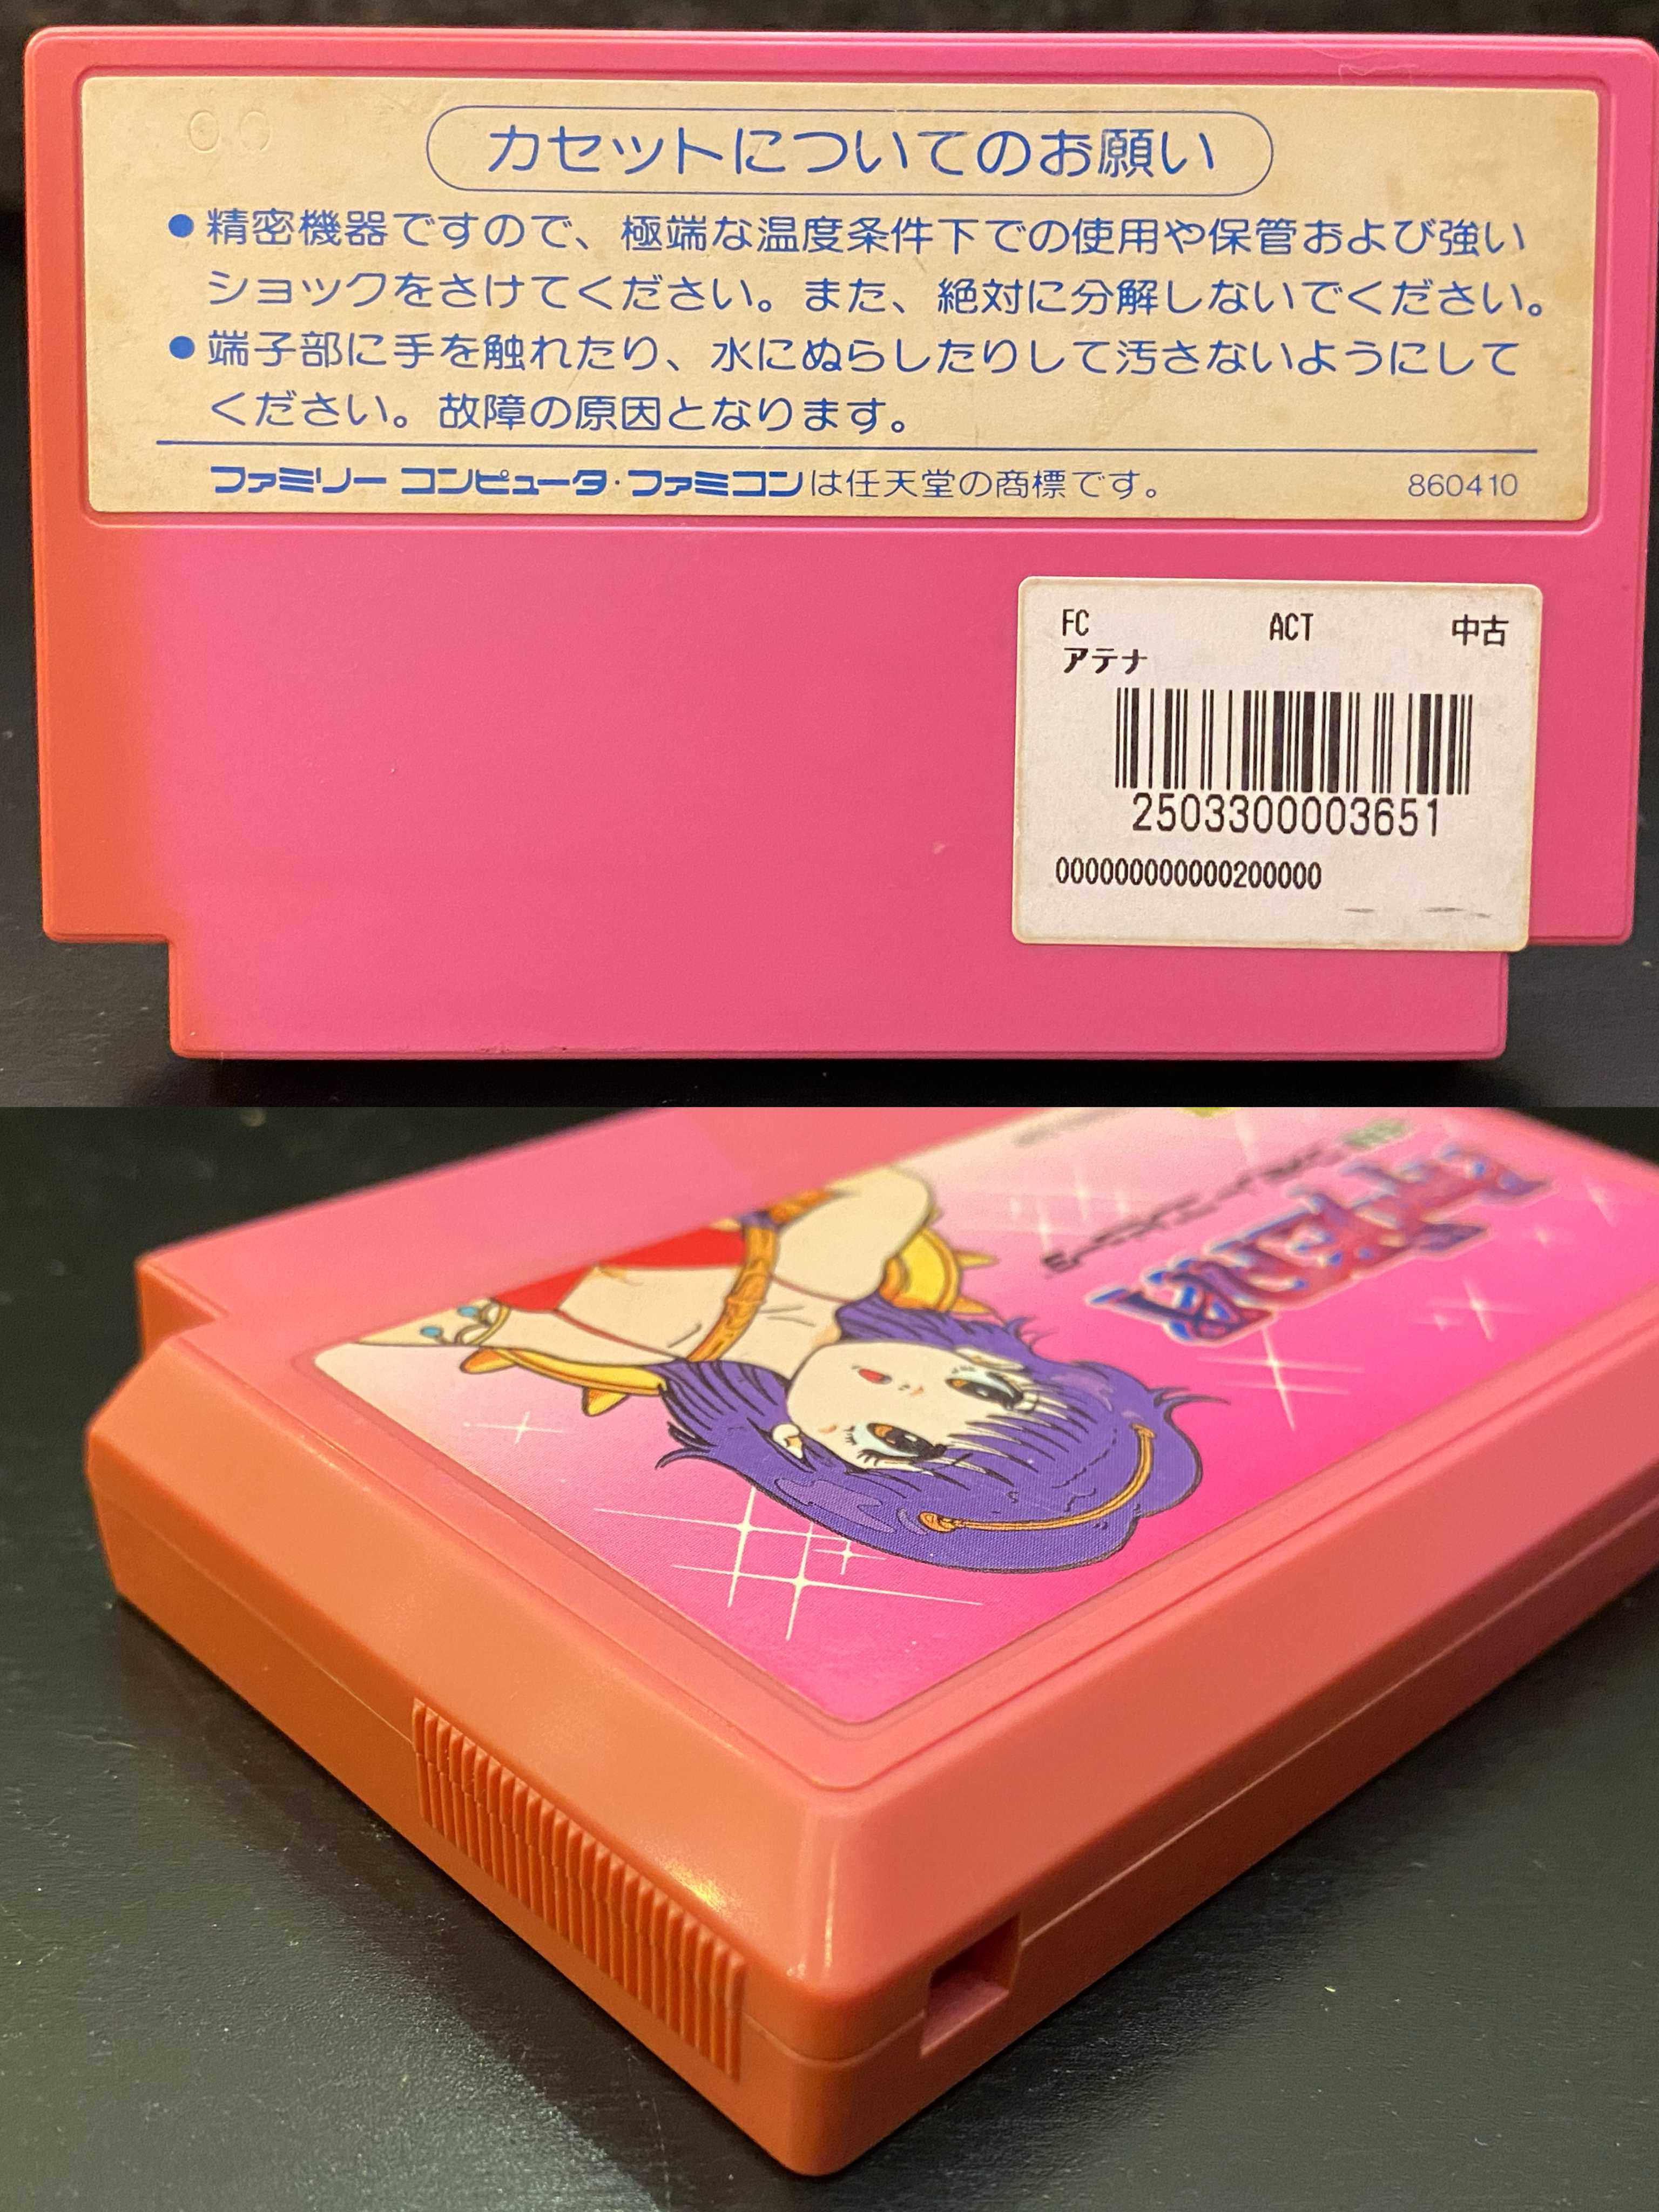 カセットについてのお願い
●精密機器ですので、極端な温度条件下での使用や保管および強い
ショックをさけてください。また、絶対に分解しないでください。
●端子部に手を触れたり、水にぬらしたりして汚さないようにして
ください。故障の原因となります。
ファミリー コンピュータ・ファミコンは任天堂の商標です。 860410
FC ACT 中古
アテナ
2503300003651
000000000000200000
ATHENA